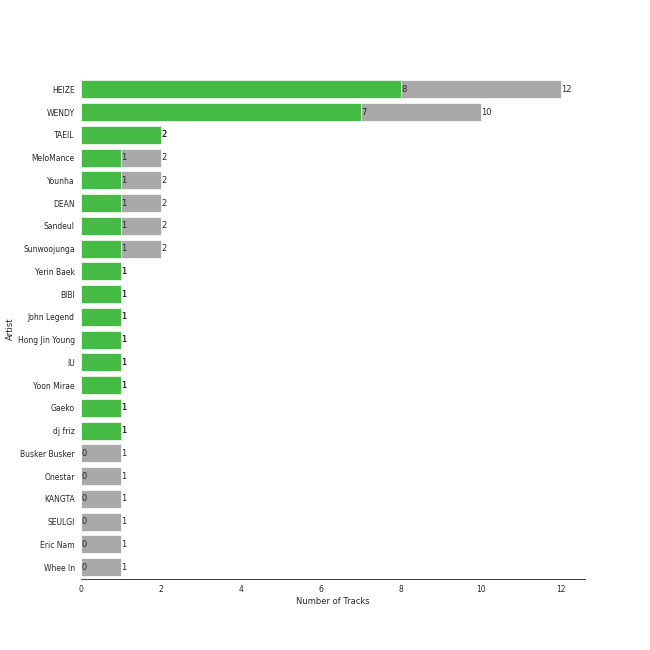 HEIZE 8 12
WENDY 7 10
TAEIL 2
MeloMance 1 2
Younha 1 2
DEAN 1 2
Sandeul 1 2
Sunwoojunga 1 2
Yerin Baek 1
BIBI 1
John Legend 1
Hong Jin Young 1
IU 1
Yoon Mirae 1
Gaeko 1
dj friz 1
Busker Busker 0 1
Onestar 0 1
KANGTA 0 1
SEULGI 0 1
Eric Nam 0 1
Whee In 0 1
Artist
0 2 4 6 8 10 12
Number of Tracks